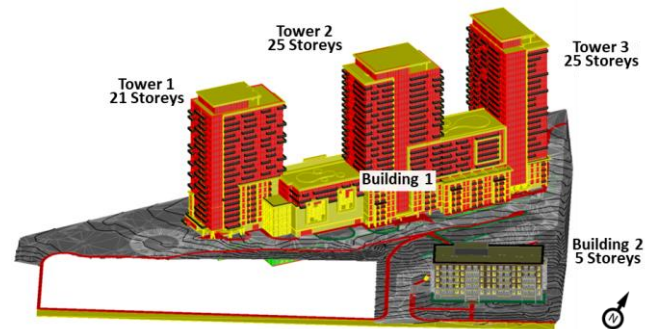 Tower 1
21 Storeys
Tower 2
25 Storeys
Tower 3
25 Storeys
Building 1
Building 2
5 Storeys
N